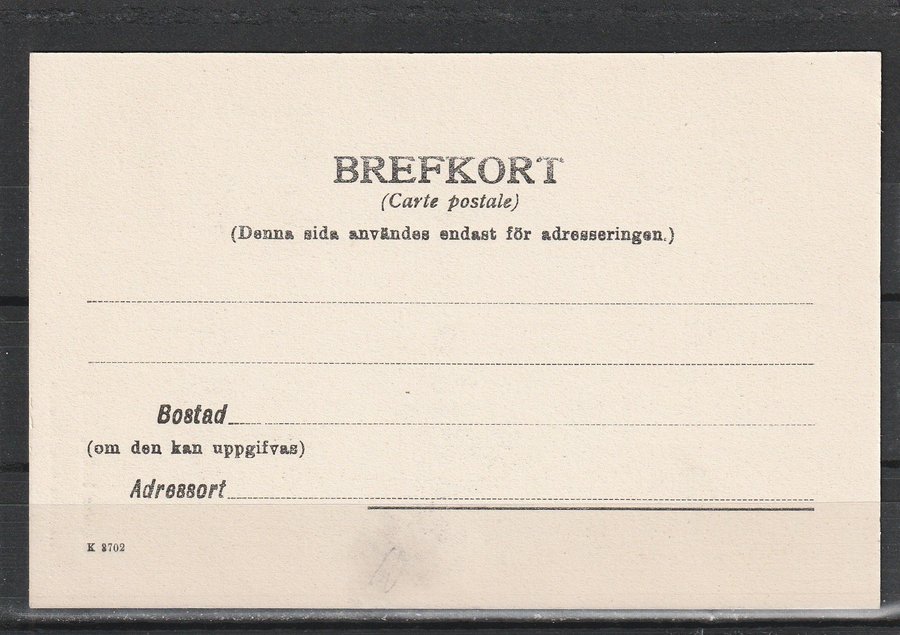 BREFKORT
(Carte postale)
(Denna sida användes endast för adresseringen.)
Bostad
(om den kan uppgifvas)
Adressort
K 2702